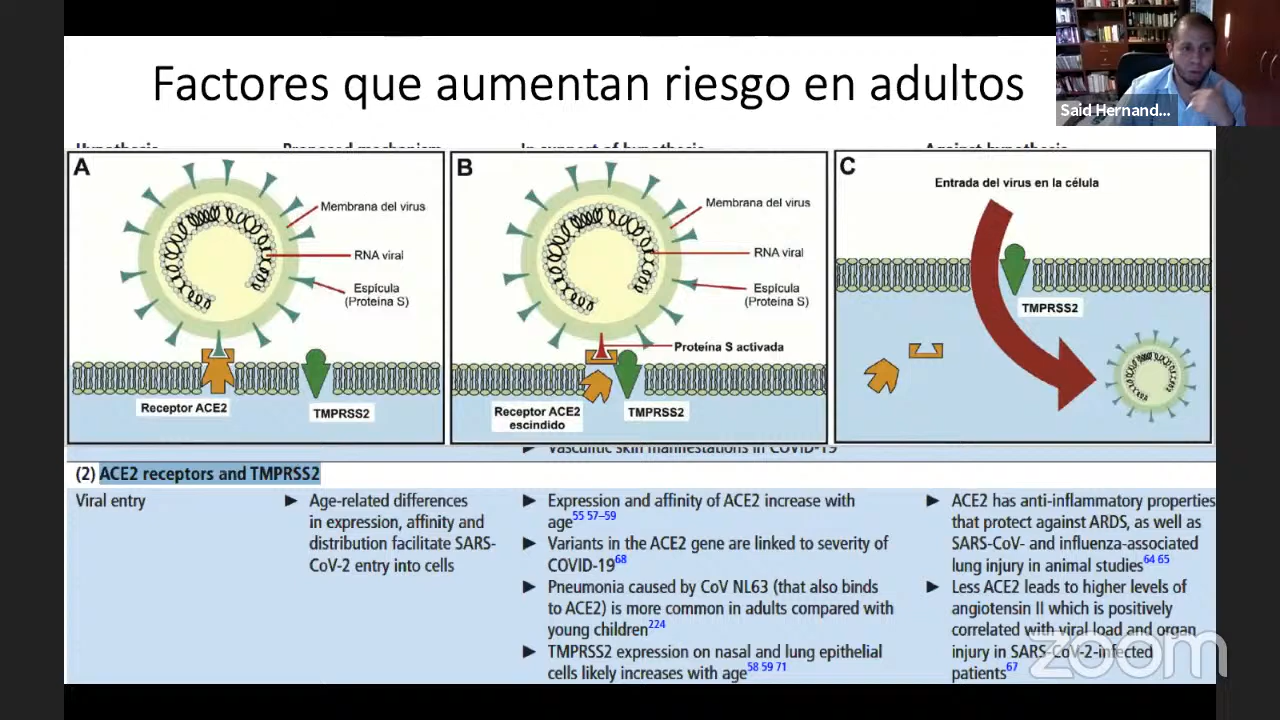 Factores que aumentan riesgo en adultos
Said Hernand...
Hypothesis
Proposed mechanism
In support of hypothesis
Against hypothesis
A
Membrana del virus
RNA viral
Espícula
(Proteína S)
Receptor ACE2
TMPRSS2
B
Membrana del virus
RNA viral
Espícula
(Proteína S)
Proteína S activada
Receptor ACE2
escindido
TMPRSS2
C
Entrada del virus en la célula
TMPRSS2
Vasculitic skin manifestations in COVID-19
(2) ACE2 receptors and TMPRSS2
Viral entry
► Age-related differences
in expression, affinity and
distribution facilitate SARS-
CoV-2 entry into cells
► Expression and affinity of ACE2 increase with
age55 57–59
► Variants in the ACE2 gene are linked to severity of
COVID-1968
► Pneumonia caused by CoV NL63 (that also binds
to ACE2) is more common in adults compared with
young children224
► TMPRSS2 expression on nasal and lung epithelial
cells likely increases with age58 59 71
► ACE2 has anti-inflammatory properties
that protect against ARDS, as well as
SARS-CoV- and influenza-associated
lung injury in animal studies64 65
► Less ACE2 leads to higher levels of
angiotensin II which is positively
correlated with viral load and organ
injury in SARS-CoV-2-infected
patients67
zoom